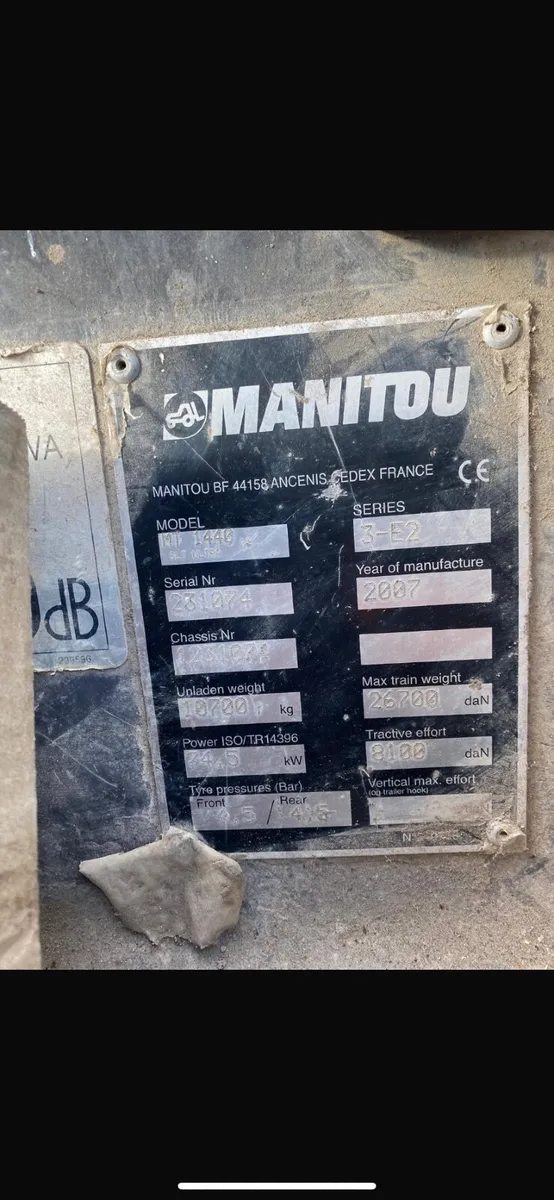 VA
dB
MANITOU
MANITOU BF 44158 ANCENIS CEDEX FRANCE CE
MODEL
1440
SERIES
3-E2
Serial Nr
231074
Year of manufacture
2007
Chassis Nr
Unladen weight
10700 kg
Max train weight
26700 daN
Power ISO/TR14396
kW
Tractive effort
8100 daN
Tyre pressures (Bar)
Front / Rear
Vertical max. effort
(on trailer hook)